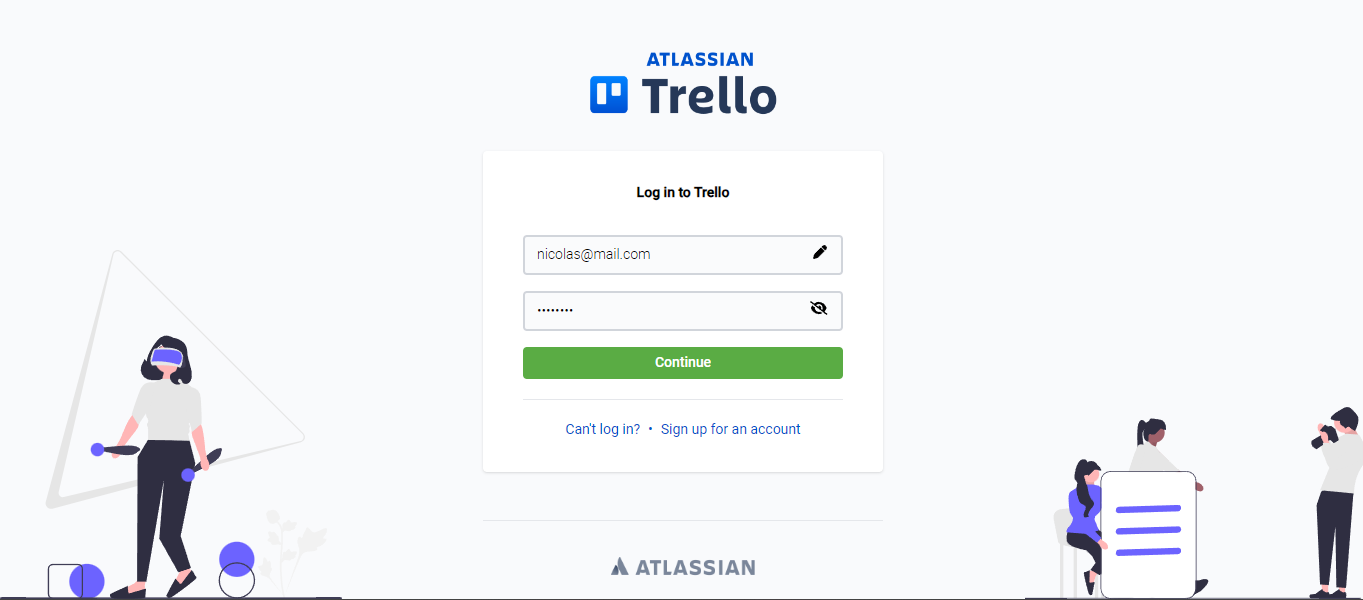 ATLASSIAN
Trello
Log in to Trello
nicolas@mail.com
••••••••
Continue
Can't log in? • Sign up for an account
ATLASSIAN